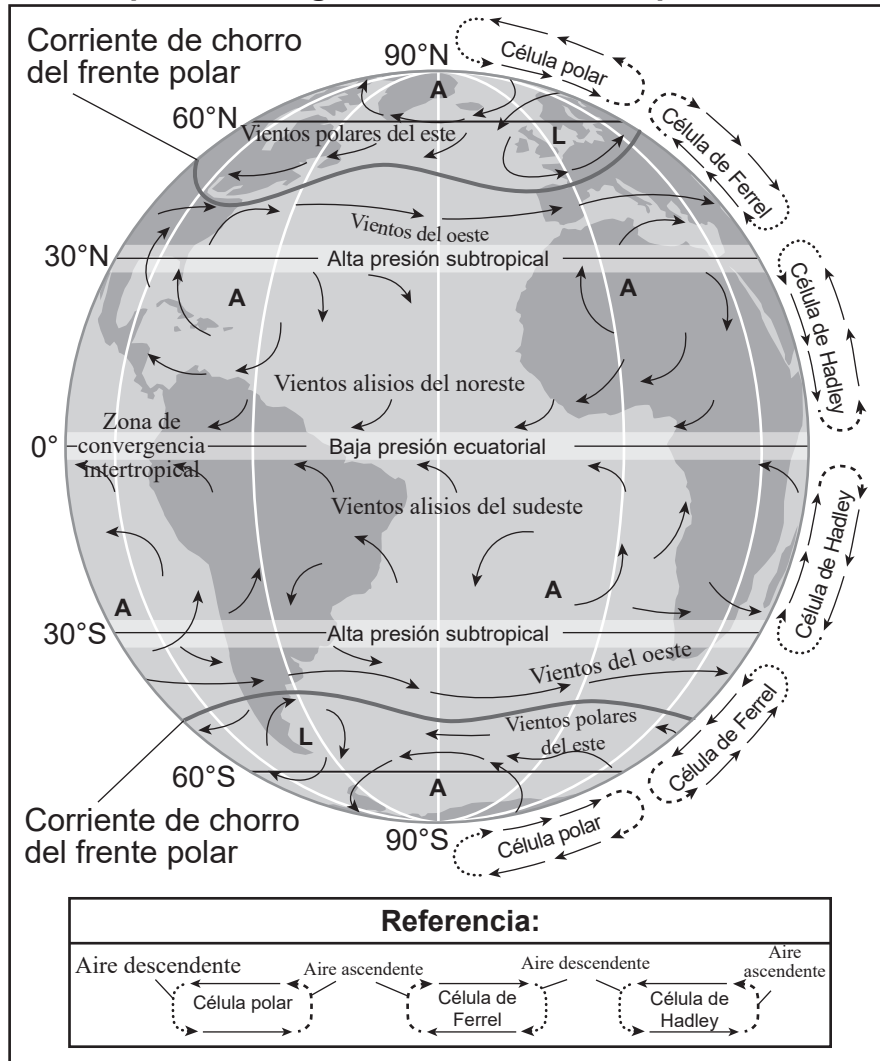 Corriente de chorro
del frente polar
90°N
Célula polar
A
60°N
Vientos polares del este
L
Célula de Ferrel
Vientos del oeste
30°N
Alta presión subtropical
A
A
Célula de Hadley
Vientos alisios del noreste
Zona de
convergencia
intertropical
0°
Baja presión ecuatorial
Vientos alisios del sudeste
Célula de Hadley
A
A
30°S
Alta presión subtropical
Vientos del oeste
Célula de Ferrel
Vientos polares
del este
L
60°S
A
Corriente de chorro
del frente polar
90°S
Célula polar
Referencia:
Aire descendente
Aire ascendente
Aire descendente
Aire
ascendente
Célula polar
Célula de
Ferrel
Célula de
Hadley